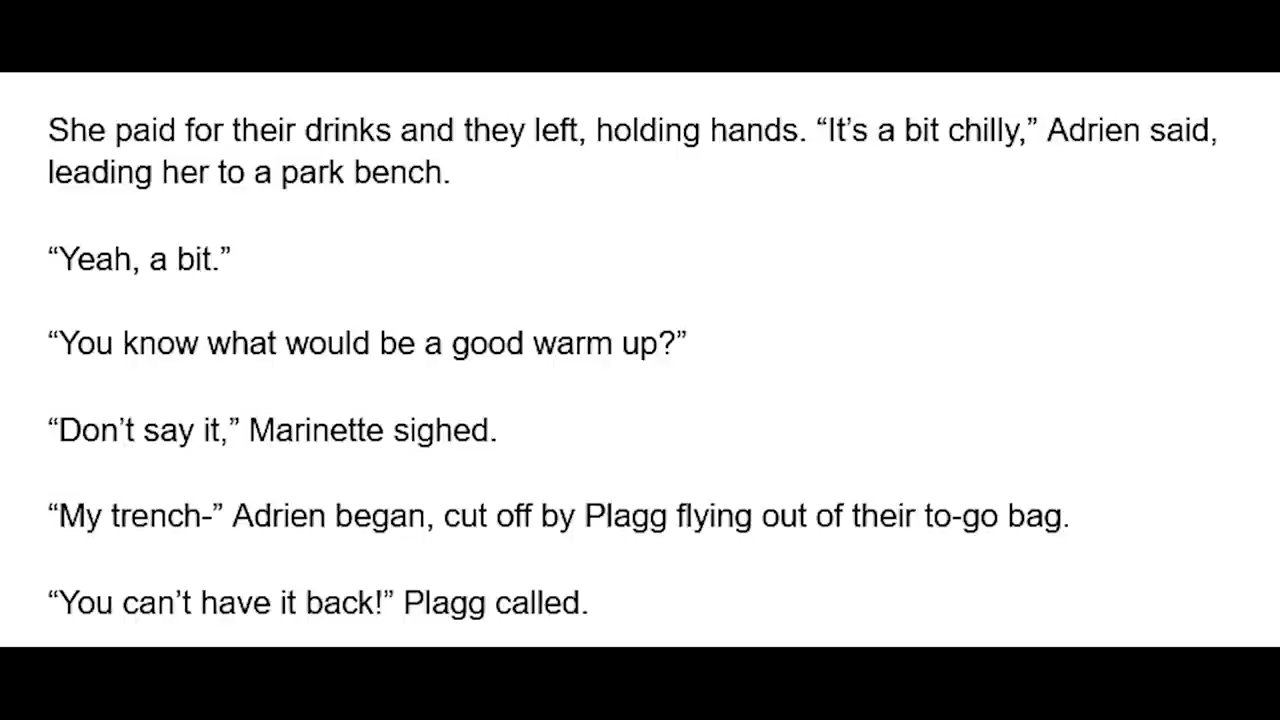 She paid for their drinks and they left, holding hands. “It’s a bit chilly,” Adrien said,
leading her to a park bench.
“Yeah, a bit.”
“You know what would be a good warm up?”
“Don’t say it,” Marinette sighed.
“My trench-” Adrien began, cut off by Plagg flying out of their to-go bag.
“You can’t have it back!” Plagg called.